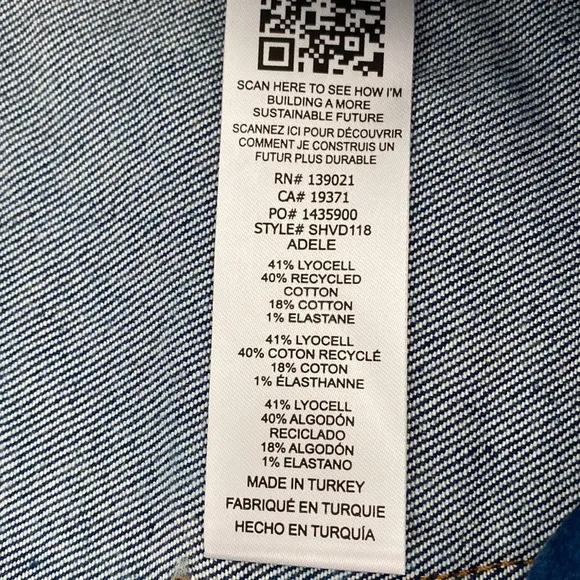 SCAN HERE TO SEE HOW I'M
BUILDING A MORE
SUSTAINABLE FUTURE
SCANNEZ ICI POUR DÉCOUVRIR
COMMENT JE CONSTRUIS UN
FUTUR PLUS DURABLE
RN# 139021
CA# 19371
PO# 1435900
STYLE# SHVD118
ADELE
41% LYOCELL
40% RECYCLED
COTTON
18% COTTON
1% ELASTANE
41% LYOCELL
40% COTON RECYCLÉ
18% COTON
1% ÉLASTHANNE
41% LYOCELL
40% ALGODÓN
RECICLADO
18% ALGODÓN
1% ELASTANO
MADE IN TURKEY
FABRIQUÉ EN TURQUIE
HECHO EN TURQUÍA